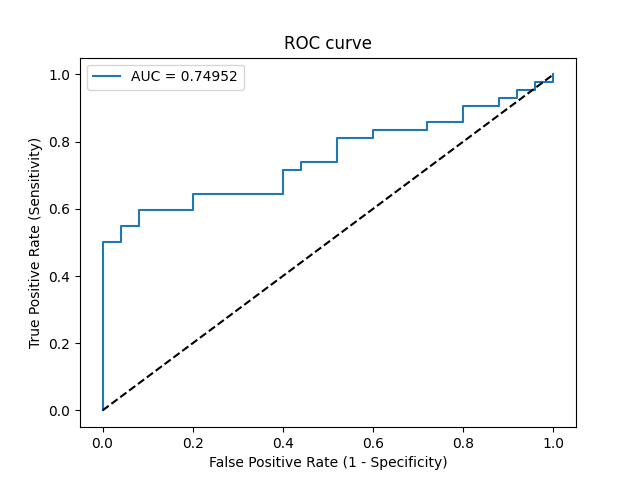 ROC curve
AUC = 0.74952
1.0
0.8
0.6
0.4
0.2
0.0
True Positive Rate (Sensitivity)
0.0 0.2 0.4 0.6 0.8 1.0
False Positive Rate (1 - Specificity)